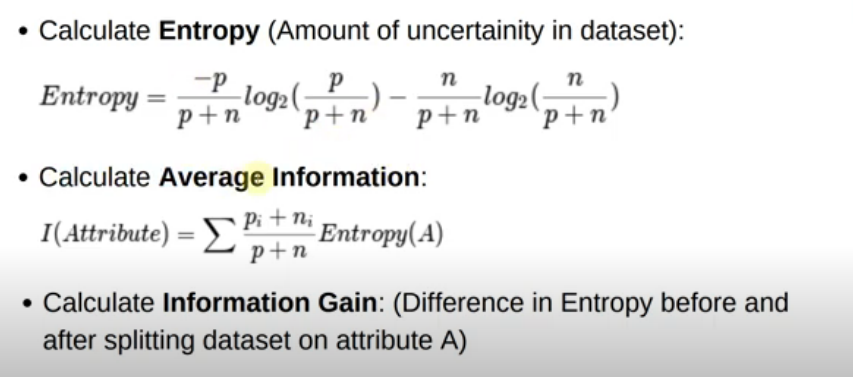 • Calculate Entropy (Amount of uncertainity in dataset):
Entropy = \frac{-p}{p+n} log_2(\frac{p}{p+n}) - \frac{n}{p+n} log_2(\frac{n}{p+n})
• Calculate Average Information:
I(Attribute) = \sum \frac{p_i + n_i}{p+n} Entropy(A)
• Calculate Information Gain: (Difference in Entropy before and
after splitting dataset on attribute A)